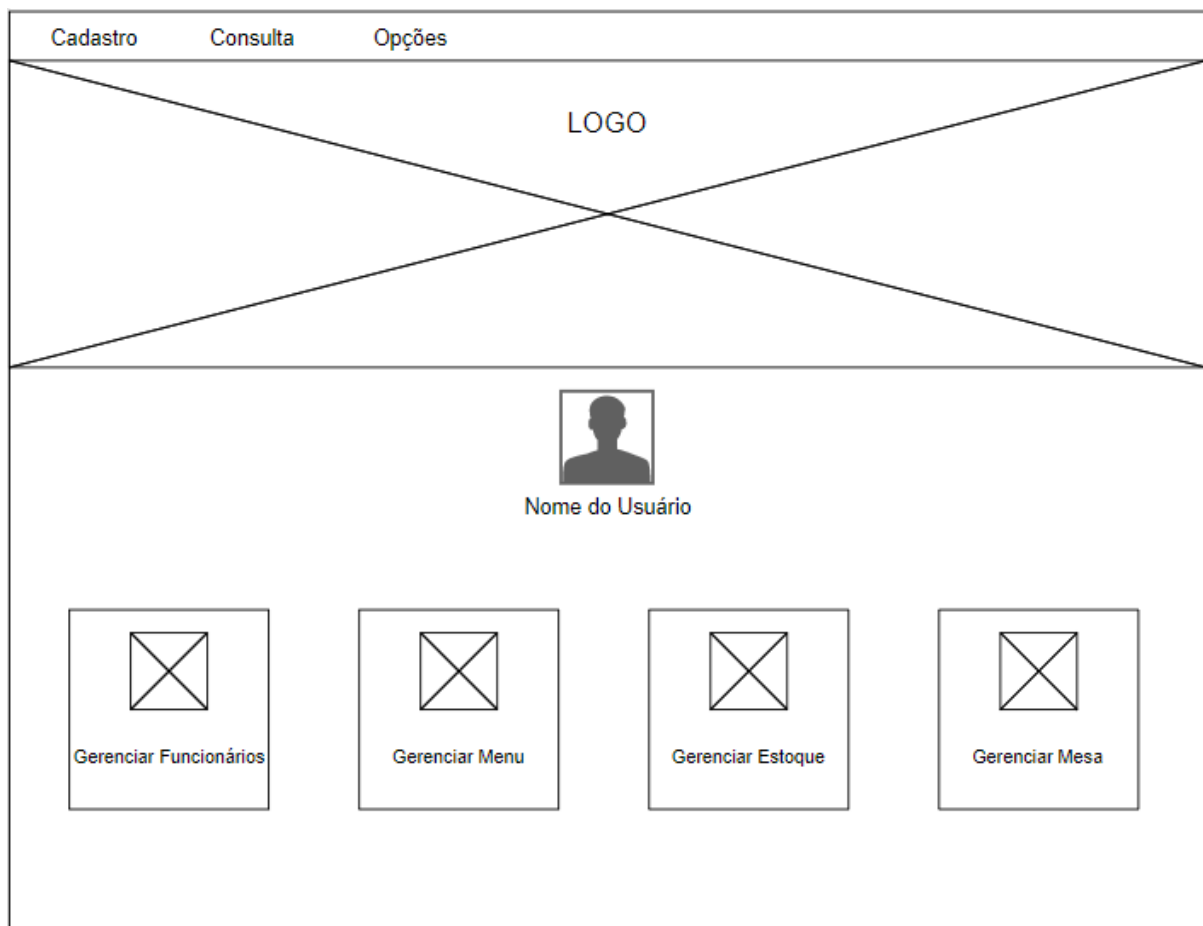 Cadastro Consulta Opções
LOGO
Nome do Usuário
Gerenciar Funcionários Gerenciar Menu Gerenciar Estoque Gerenciar Mesa